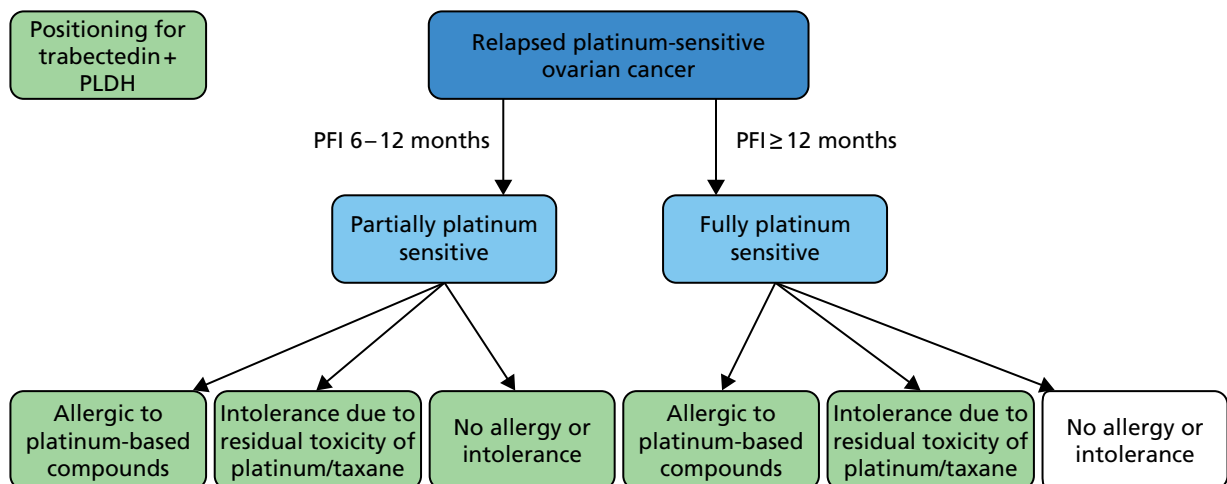 Positioning for
trabectedin+
PLDH
Relapsed platinum-sensitive
ovarian cancer
PFI 6–12 months
PFI ≥ 12 months
Partially platinum
sensitive
Fully platinum
sensitive
Allergic to
platinum-based
compounds
Intolerance due to
residual toxicity of
platinum/taxane
No allergy or
intolerance
Allergic to
platinum-based
compounds
Intolerance due to
residual toxicity of
platinum/taxane
No allergy or
intolerance